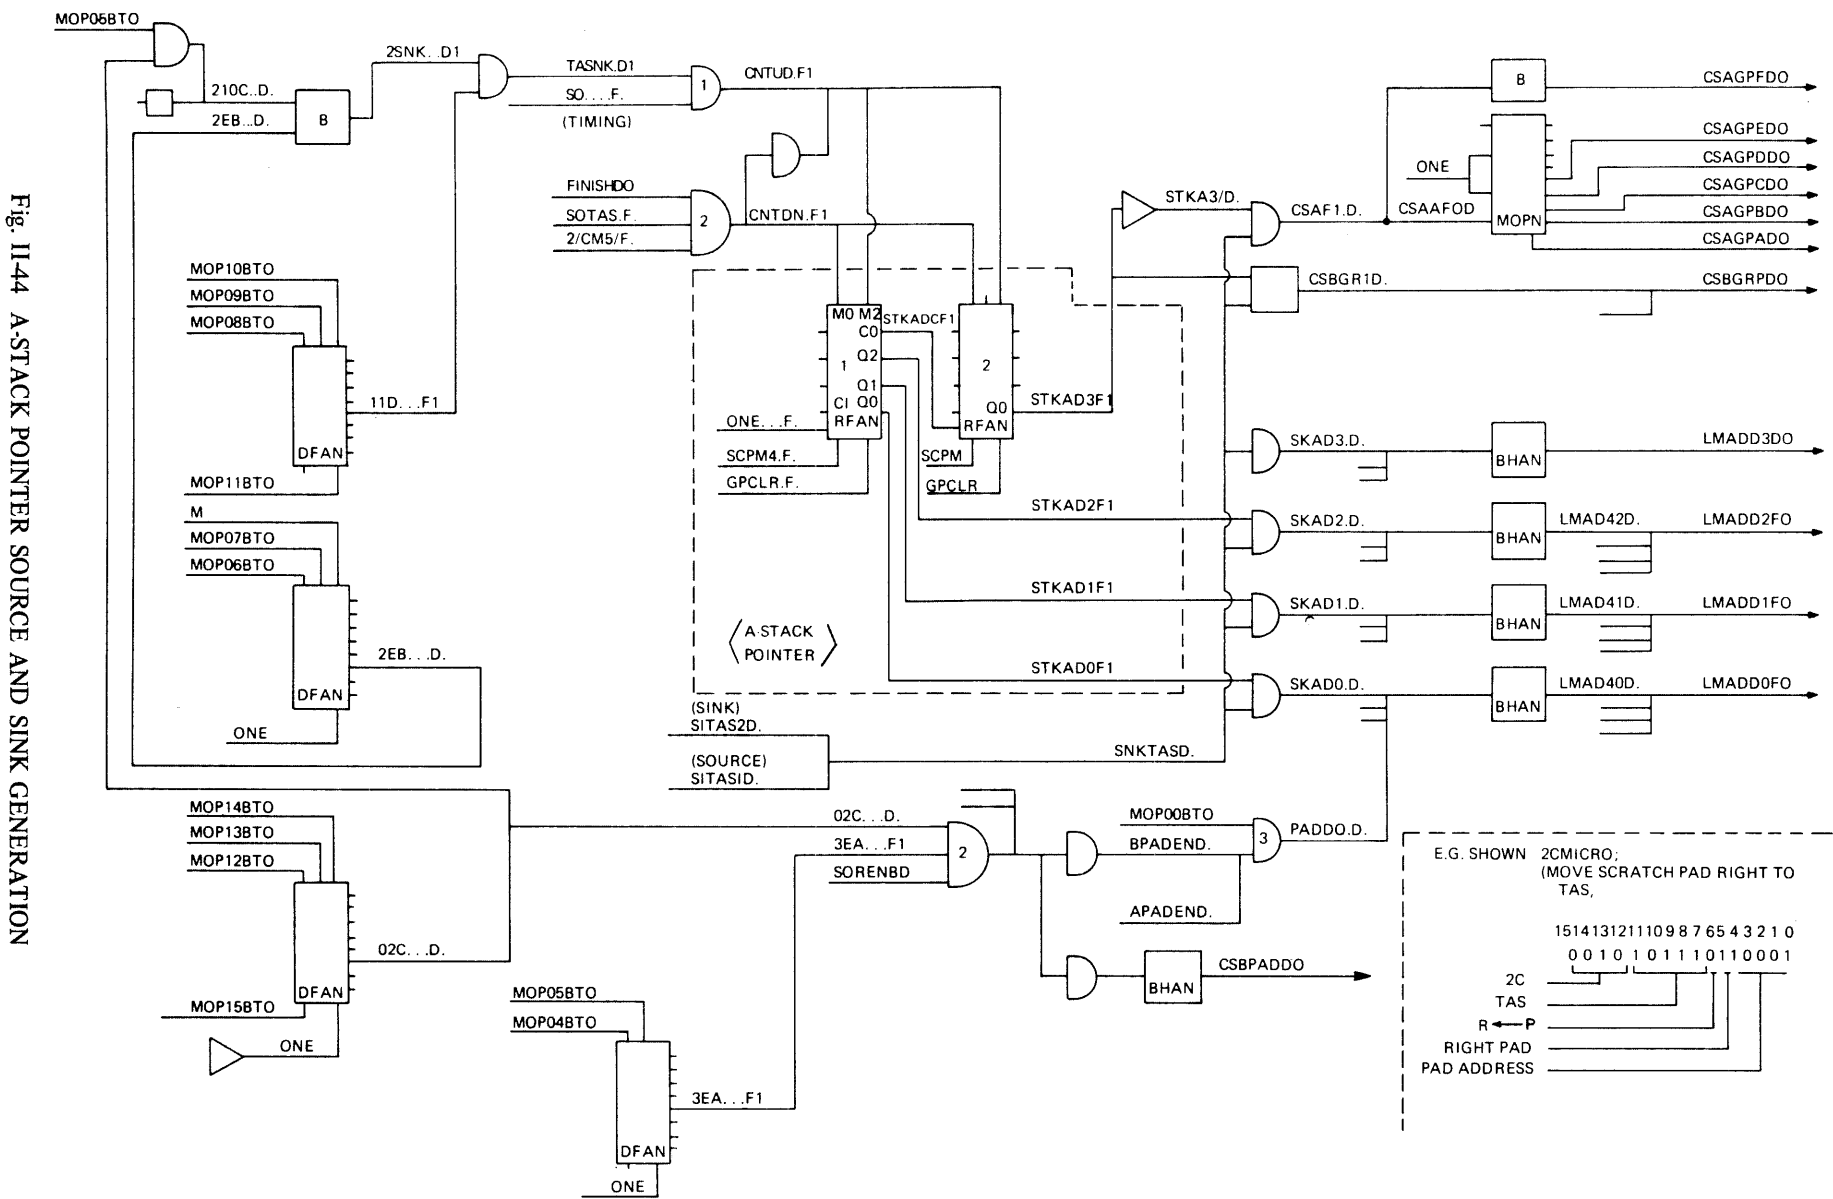 Fig. II-44 A-STACK POINTER SOURCE AND SINK GENERATION
MOP05BTO
210C..D.
2EB...D.
B
2SNK...D1
TASNK.D1
SO....F.
(TIMING)
1
CNTUD.F1
FINISHDO
SOTAS.F.
2/CM5/F.
2
CNTDN.F1
MOP10BTO
MOP09BTO
MOP08BTO
DFAN
11D...F1
MOP11BTO
M
MOP07BTO
MOP06BTO
DFAN
2EB...D.
ONE
MOP14BTO
MOP13BTO
MOP12BTO
DFAN
02C...D.
MOP15BTO
ONE
MOP05BTO
MOP04BTO
DFAN
3EA...F1
ONE
M0 M2
C0
Q2
1
Q1
CI Q0
RFAN
STKADCF1
2
Q0
RFAN
ONE...F.
SCPM4.F.
GPCLR.F.
SCPM
GPCLR
STKAD3F1
STKAD2F1
STKAD1F1
STKAD0F1
A-STACK
POINTER
(SINK)
SITAS2D.
(SOURCE)
SITASID.
SNKTASD.
STKA3/D.
CSAF1.D.
CSAAFOD
ONE
B
MOPN
CSAGPFDO
CSAGPEDO
CSAGPDDO
CSAGPCDO
CSAGPBDO
CSAGPADO
CSBGR1D.
CSBGRPDO
SKAD3.D.
BHAN
LMADD3DO
SKAD2.D.
BHAN
LMAD42D.
LMADD2FO
SKAD1.D.
BHAN
LMAD41D.
LMADD1FO
SKAD0.D.
BHAN
LMAD40D.
LMADD0FO
02C...D.
3EA...F1
SORENBD
2
MOP00BTO
BPADEND.
APADEND.
3
PADDO.D.
BHAN
CSBPADDO
E.G. SHOWN 2CMICRO;
(MOVE SCRATCH PAD RIGHT TO
TAS,
15 14 13 12 11 10 9 8 7 6 5 4 3 2 1 0
0 0 1 0 1 0 1 1 1 0 1 1 0 0 0 1
2C
TAS
R ← P
RIGHT PAD
PAD ADDRESS